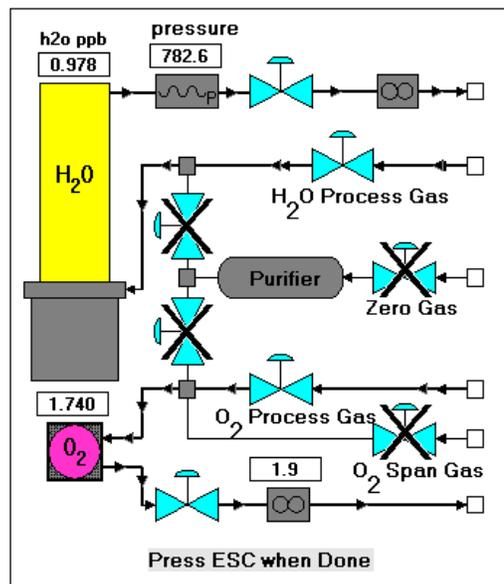 h2o ppb
pressure
0.978
782.6
P
H2O
H2O Process Gas
Purifier
Zero Gas
1.740
O2 Process Gas
O2
O2 Span Gas
1.9
Press ESC when Done